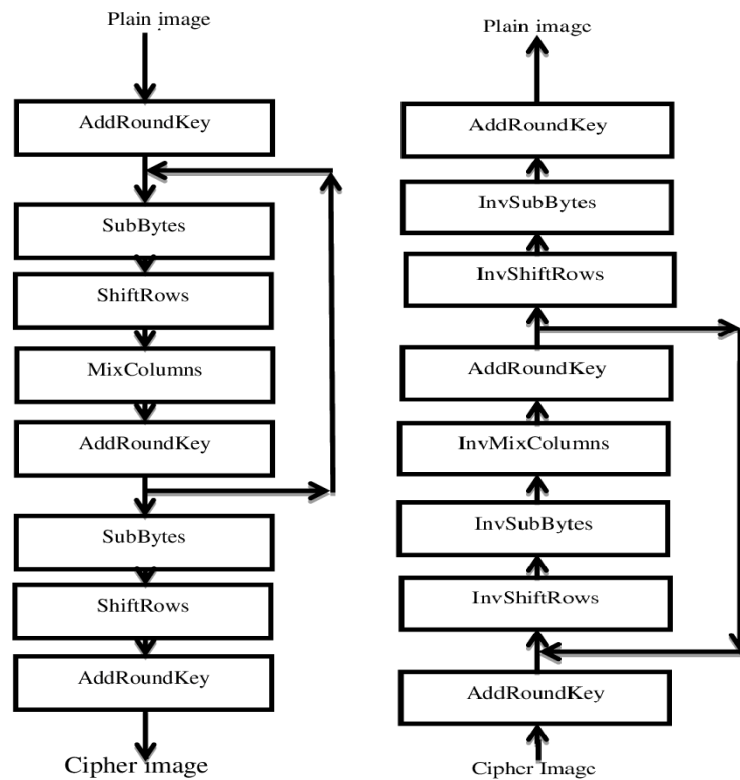 Plain image
AddRoundKey
SubBytes
ShiftRows
MixColumns
AddRoundKey
SubBytes
ShiftRows
AddRoundKey
Cipher image
Plain image
AddRoundKey
InvSubBytes
InvShiftRows
AddRoundKey
InvMixColumns
InvSubBytes
InvShiftRows
AddRoundKey
Cipher Image